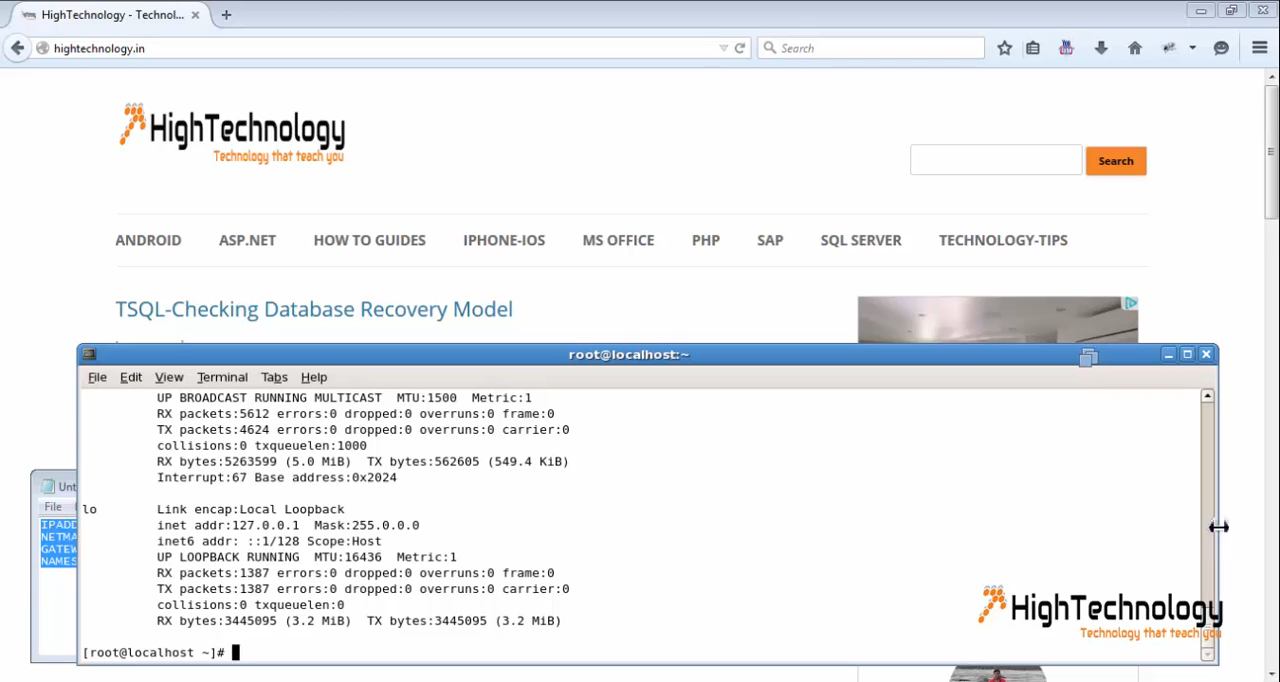 HighTechnology - Technol...
hightechnology.in
Search
HighTechnology
Technology that teach you
Search
ANDROID ASP.NET HOW TO GUIDES IPHONE-IOS MS OFFICE PHP SAP SQL SERVER TECHNOLOGY-TIPS
TSQL-Checking Database Recovery Model
root@localhost:~
File Edit View Terminal Tabs Help
UP BROADCAST RUNNING MULTICAST MTU:1500 Metric:1
RX packets:5612 errors:0 dropped:0 overruns:0 frame:0
TX packets:4624 errors:0 dropped:0 overruns:0 carrier:0
collisions:0 txqueuelen:1000
RX bytes:5263599 (5.0 MiB) TX bytes:562605 (549.4 KiB)
Interrupt:67 Base address:0x2024
lo Link encap:Local Loopback
inet addr:127.0.0.1 Mask:255.0.0.0
inet6 addr: ::1/128 Scope:Host
UP LOOPBACK RUNNING MTU:16436 Metric:1
RX packets:1387 errors:0 dropped:0 overruns:0 frame:0
TX packets:1387 errors:0 dropped:0 overruns:0 carrier:0
collisions:0 txqueuelen:0
RX bytes:3445095 (3.2 MiB) TX bytes:3445095 (3.2 MiB)
[root@localhost ~]#
Unt
File
IPADD
NETMA
GATEW
NAMES
HighTechnology
Technology that teach you